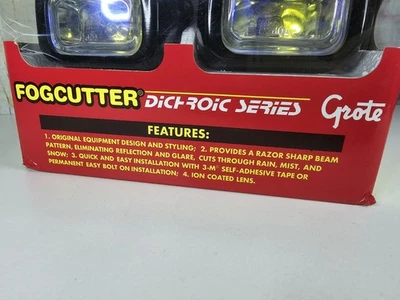 FOGCUTTER® DICHROIC SERIES Grote
FEATURES:
1. ORIGINAL EQUIPMENT DESIGN AND STYLING; 2. PROVIDES A RAZOR SHARP BEAM
PATTERN, ELIMINATING REFLECTION AND GLARE, CUTS THROUGH RAIN, MIST, AND
SNOW; 3. QUICK AND EASY INSTALLATION WITH 3-M® SELF-ADHESIVE TAPE OR
PERMANENT EASY BOLT ON INSTALLATION; 4. ION COATED LENS.